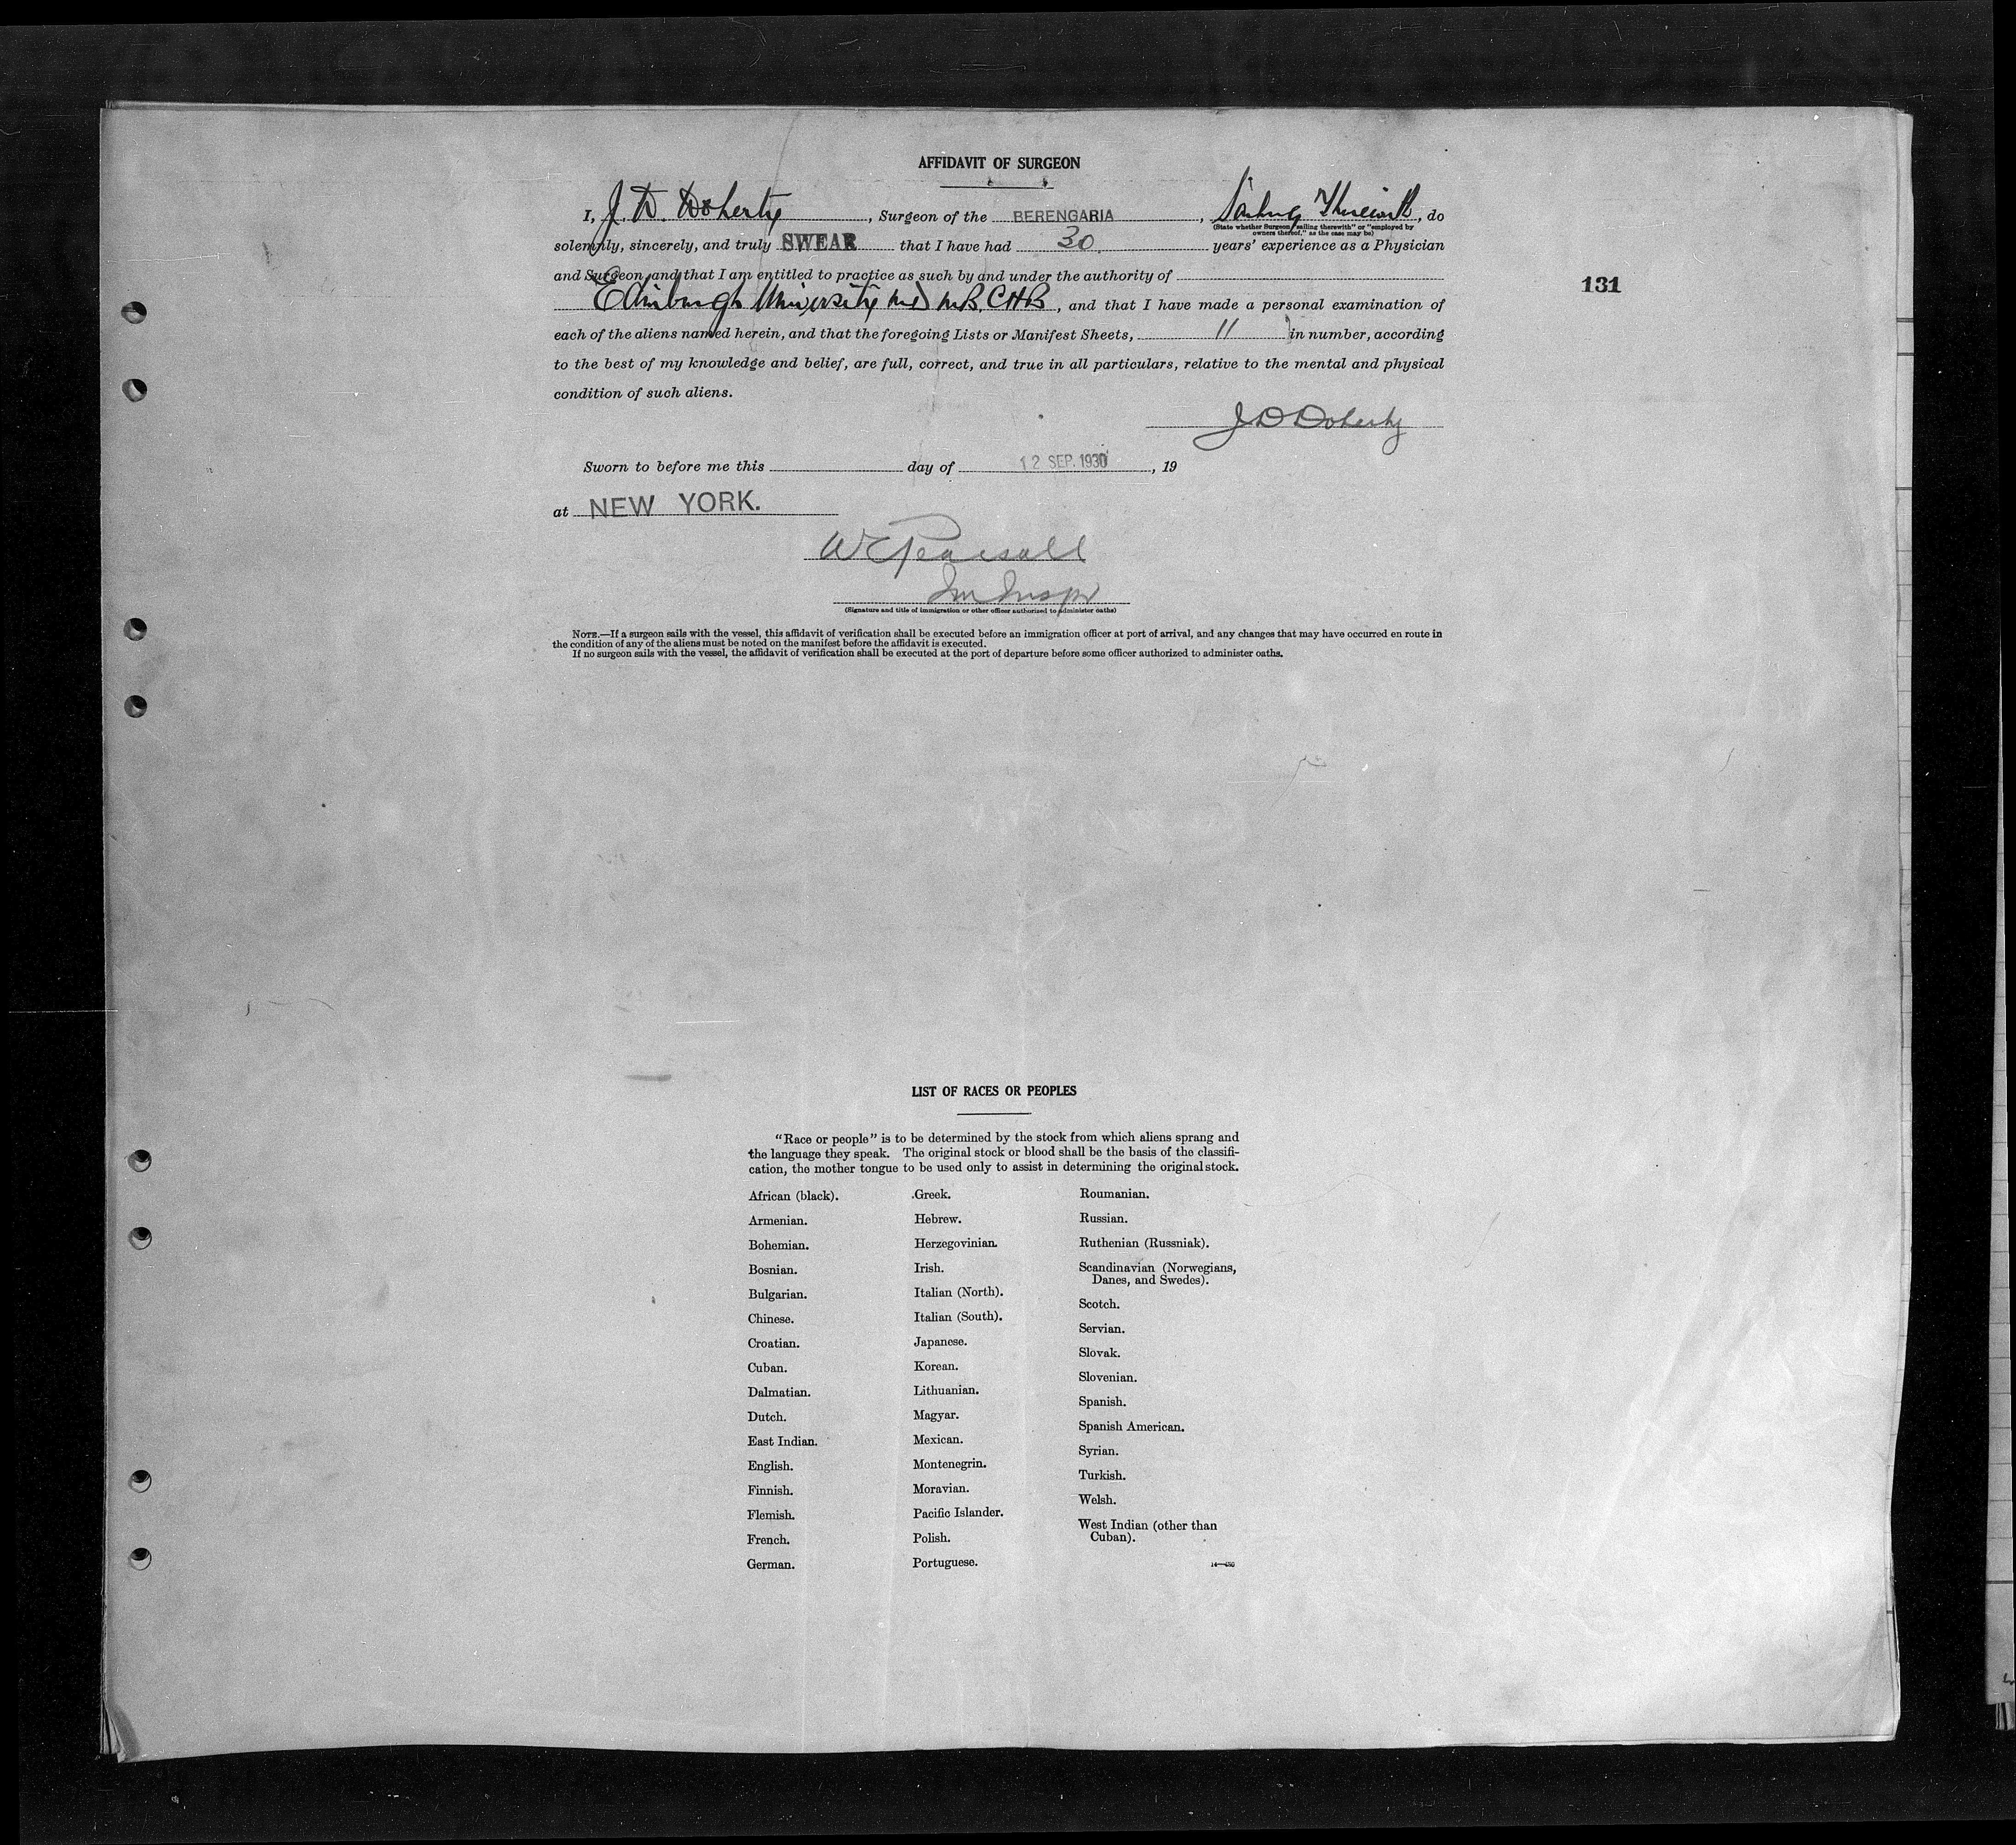 AFFIDAVIT OF SURGEON
I, J. D. Doherty, Surgeon of the BERENGARIA, Sailing Therewith, do
(State whether Surgeon "sailing therewith" or "employed by
owners thereof," as the case may be)
solemnly, sincerely, and truly SWEAR that I have had 30 years' experience as a Physician
and Surgeon, and that I am entitled to practice as such by and under the authority of
131
Edinburgh University MD MB. CHB, and that I have made a personal examination of
each of the aliens named herein, and that the foregoing Lists or Manifest Sheets, 11 in number, according
to the best of my knowledge and belief, are full, correct, and true in all particulars, relative to the mental and physical
condition of such aliens.
J D Doherty
Sworn to before me this day of 12 SEP. 1930, 19
at NEW YORK.
W E Pearsall
Im Inspr
(Signature and title of immigration or other officer authorized to administer oaths)
NOTE.—If a surgeon sails with the vessel, this affidavit of verification shall be executed before an immigration officer at port of arrival, and any changes that may have occurred en route in
the condition of any of the aliens must be noted on the manifest before the affidavit is executed.
If no surgeon sails with the vessel, the affidavit of verification shall be executed at the port of departure before some officer authorized to administer oaths.
LIST OF RACES OR PEOPLES
"Race or people" is to be determined by the stock from which aliens sprang and
the language they speak. The original stock or blood shall be the basis of the classifi-
cation, the mother tongue to be used only to assist in determining the original stock.
African (black).
Armenian.
Bohemian.
Bosnian.
Bulgarian.
Chinese.
Croatian.
Cuban.
Dalmatian.
Dutch.
East Indian.
English.
Finnish.
Flemish.
French.
German.
Greek.
Hebrew.
Herzegovinian.
Irish.
Italian (North).
Italian (South).
Japanese.
Korean.
Lithuanian.
Magyar.
Mexican.
Montenegrin.
Moravian.
Pacific Islander.
Polish.
Portuguese.
Roumanian.
Russian.
Ruthenian (Russniak).
Scandinavian (Norwegians,
Danes, and Swedes).
Scotch.
Servian.
Slovak.
Slovenian.
Spanish.
Spanish American.
Syrian.
Turkish.
Welsh.
West Indian (other than
Cuban).